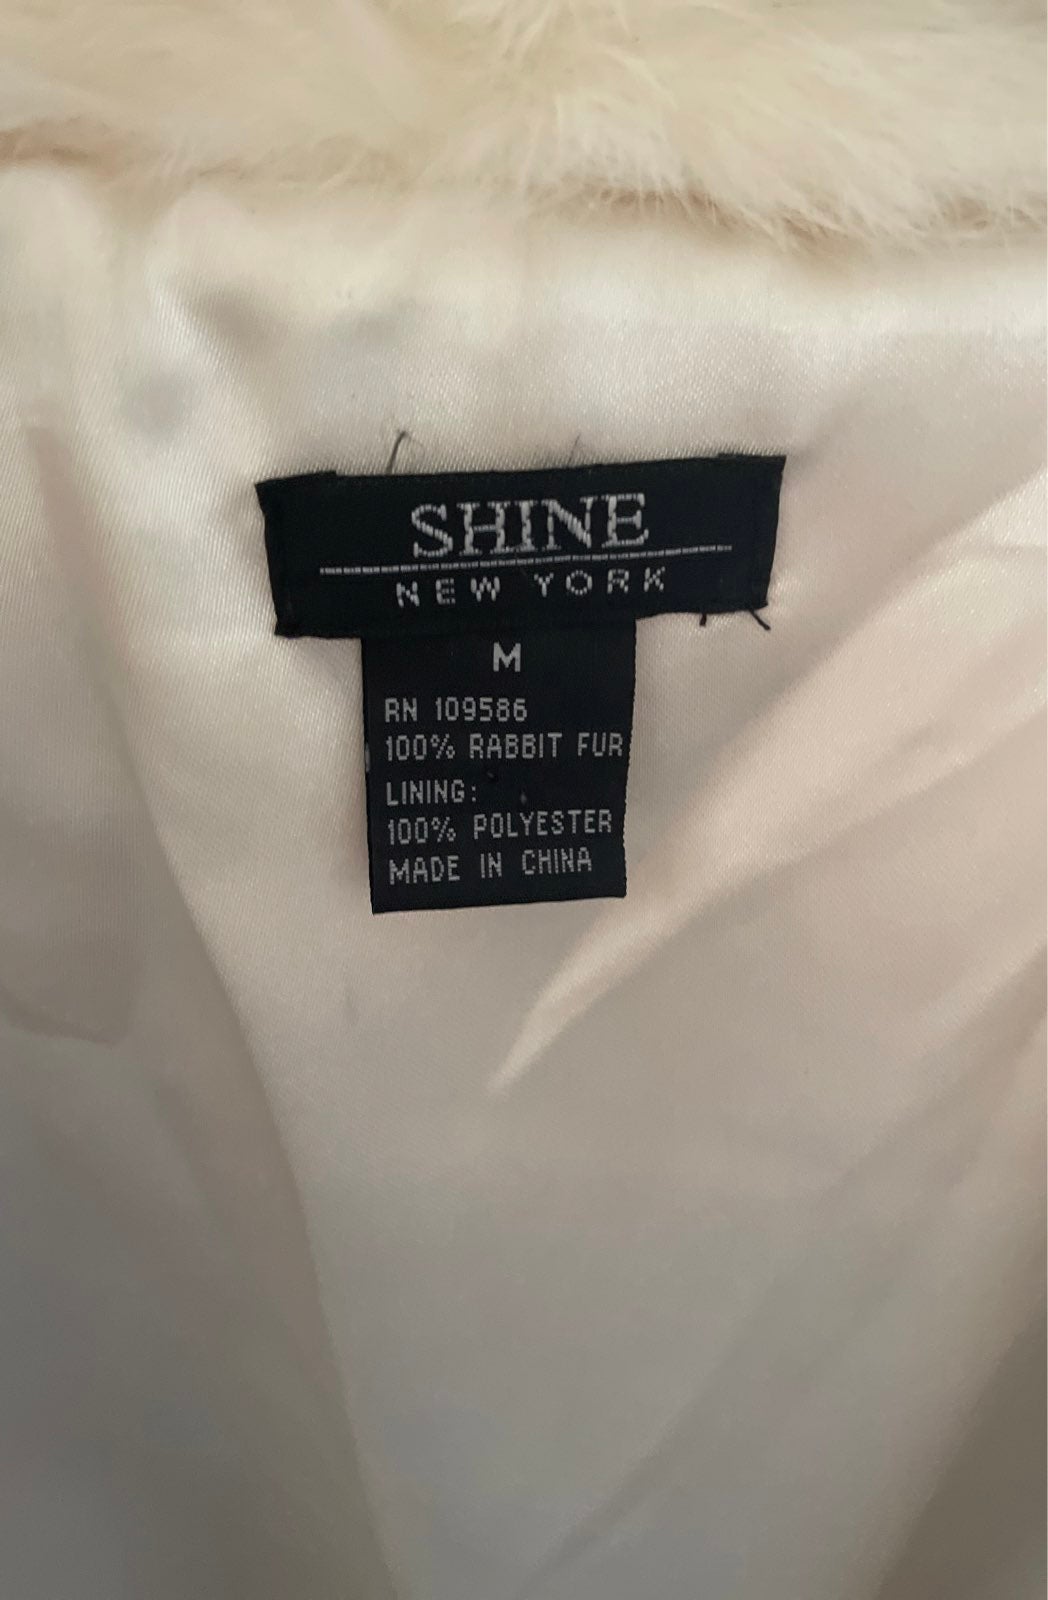 SHINE
NEW YORK
M
RN 109586
100% RABBIT FUR
LINING:
100% POLYESTER
MADE IN CHINA